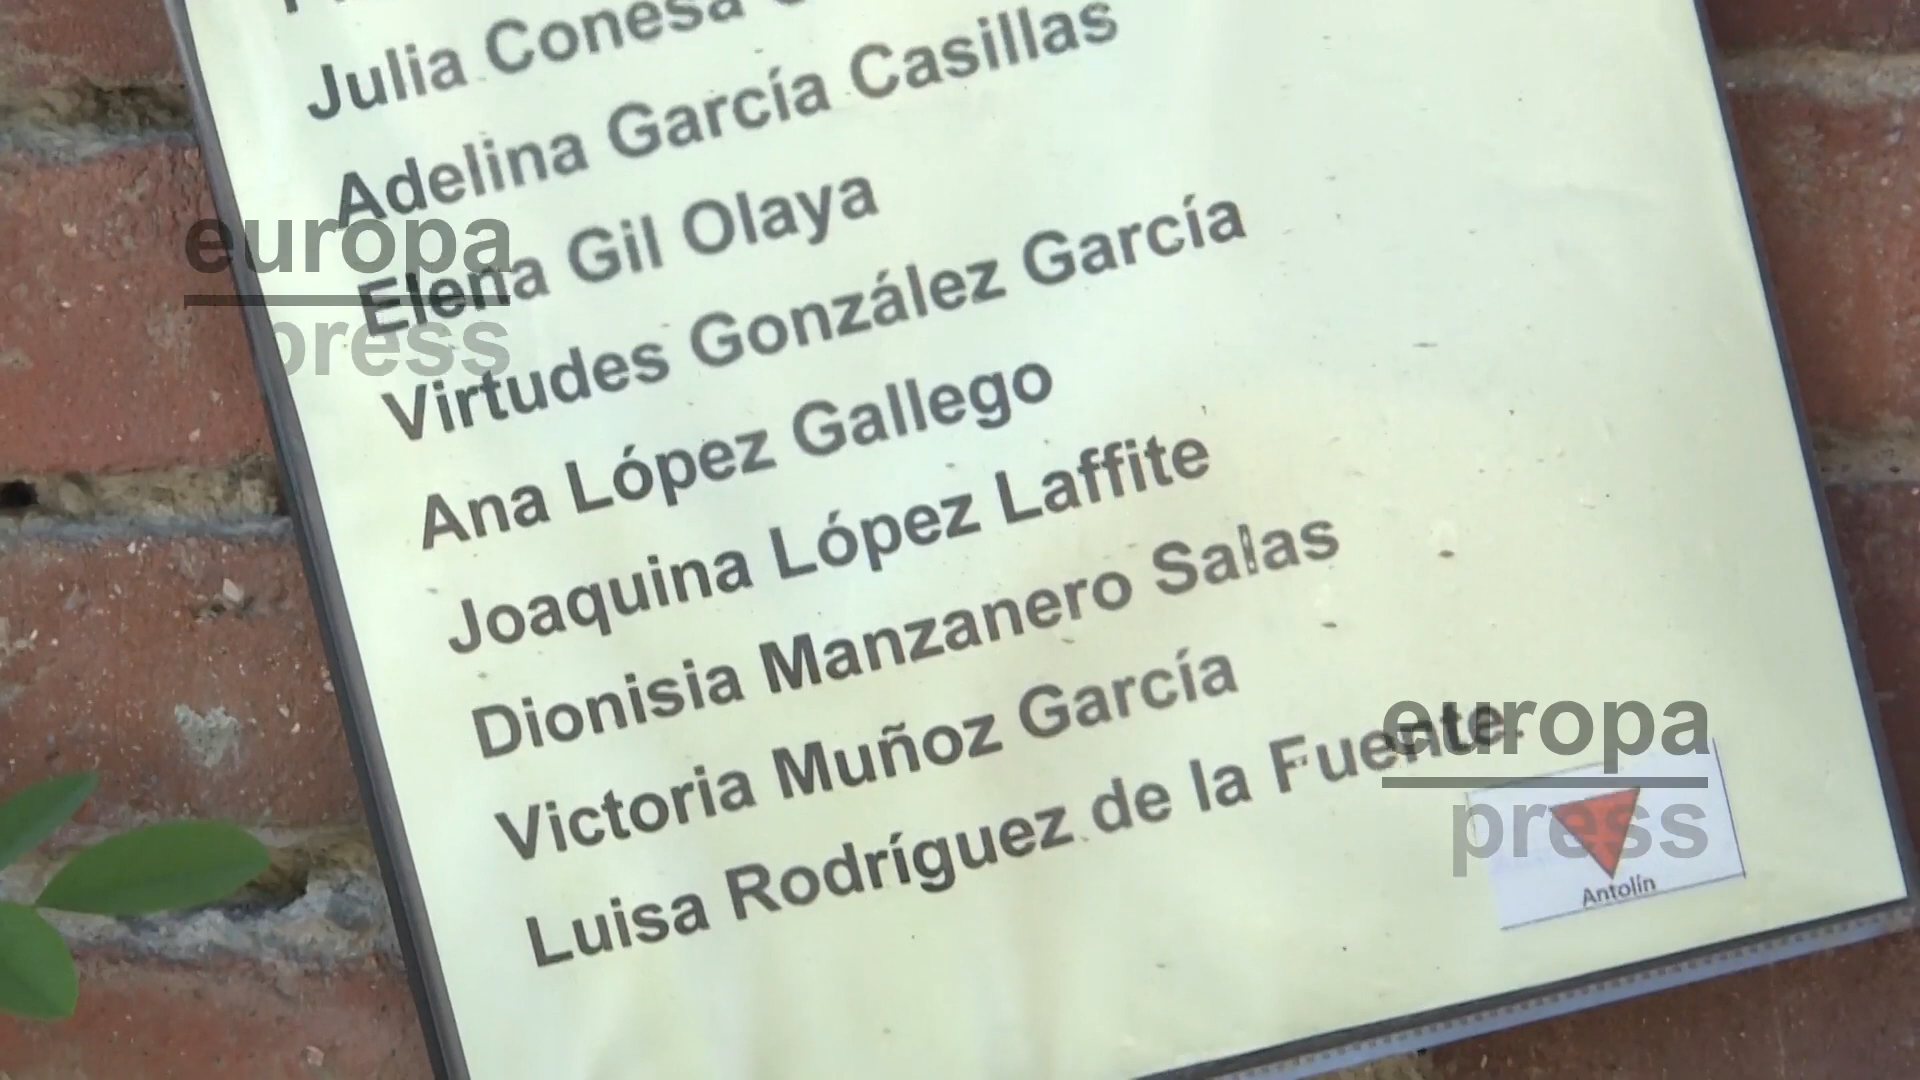 Julia Conesa
Adelina García Casillas
Elena Gil Olaya
Virtudes González García
Ana López Gallego
Joaquina López Laffite
Dionisia Manzanero Salas
Victoria Muñoz García
Luisa Rodríguez de la Fuente.
Antolín
europa
press
europa
press